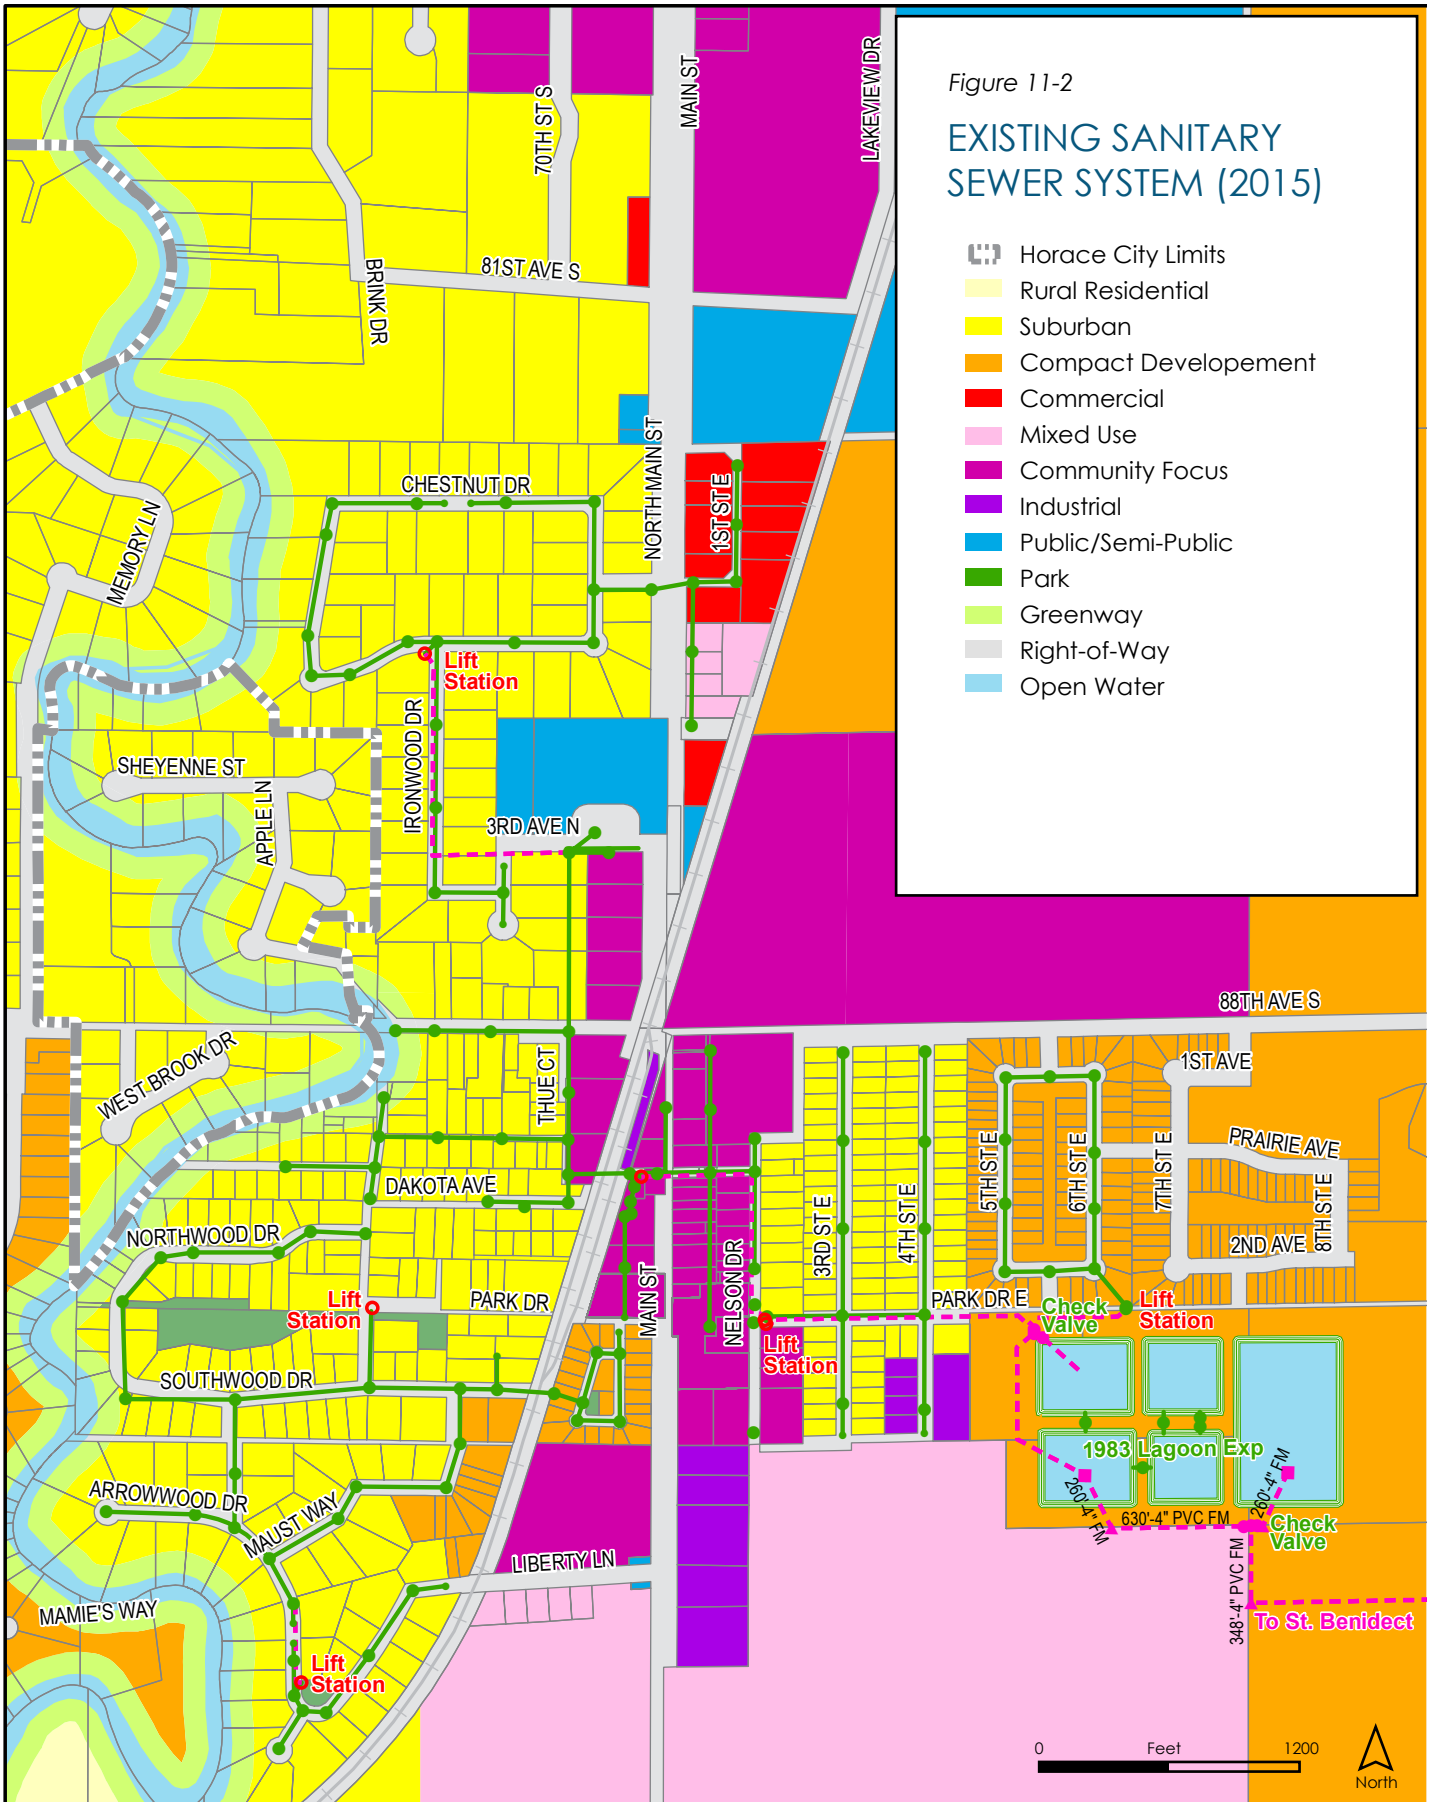 Figure 11-2
EXISTING SANITARY
SEWER SYSTEM (2015)
Horace City Limits
Rural Residential
Suburban
Compact Developement
Commercial
Mixed Use
Community Focus
Industrial
Public/Semi-Public
Park
Greenway
Right-of-Way
Open Water
MAIN ST
LAKEVIEW DR
70TH ST S
81ST AVE S
BRINK DR
NORTH MAIN ST
CHESTNUT DR
1ST ST E
MEMORY LN
Lift
Station
IRONWOOD DR
SHEYENNE ST
APPLE LN
3RD AVE N
88TH AVE S
WEST BROOK DR
THUE CT
1ST AVE
PRAIRIE AVE
5TH ST E
6TH ST E
7TH ST E
8TH ST E
DAKOTA AVE
3RD ST E
4TH ST E
NORTHWOOD DR
2ND AVE
NELSON DR
MAIN ST
Lift
Station
PARK DR
PARK DR E
Check
Valve
Lift
Station
Lift
Station
SOUTHWOOD DR
1983 Lagoon Exp
260'-4" FM
260'-4" FM
630'-4" PVC FM
Check
Valve
ARROWWOOD DR
MAUST WAY
LIBERTY LN
348'-4" PVC FM
MAMIE'S WAY
To St. Benidect
Lift
Station
0 Feet 1200
North